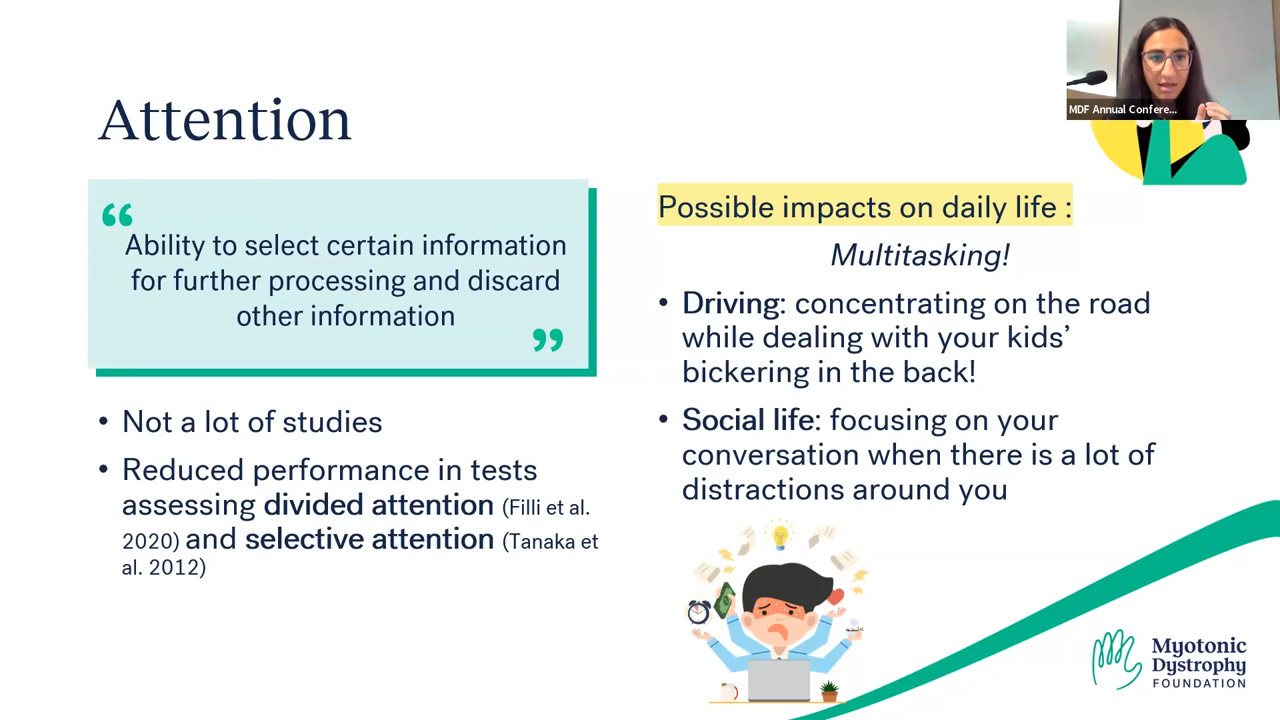 MDF Annual Confere...
Attention
“
Ability to select certain information
for further processing and discard
other information
”
• Not a lot of studies
• Reduced performance in tests
assessing divided attention (Filli et al.
2020) and selective attention (Tanaka et
al. 2012)
Possible impacts on daily life :
Multitasking!
• Driving: concentrating on the road
while dealing with your kids’
bickering in the back!
• Social life: focusing on your
conversation when there is a lot of
distractions around you
Myotonic
Dystrophy
FOUNDATION